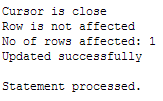 Cursor is close
Row is not affected
No of rows affected: 1
Updated successfully
Statement processed.